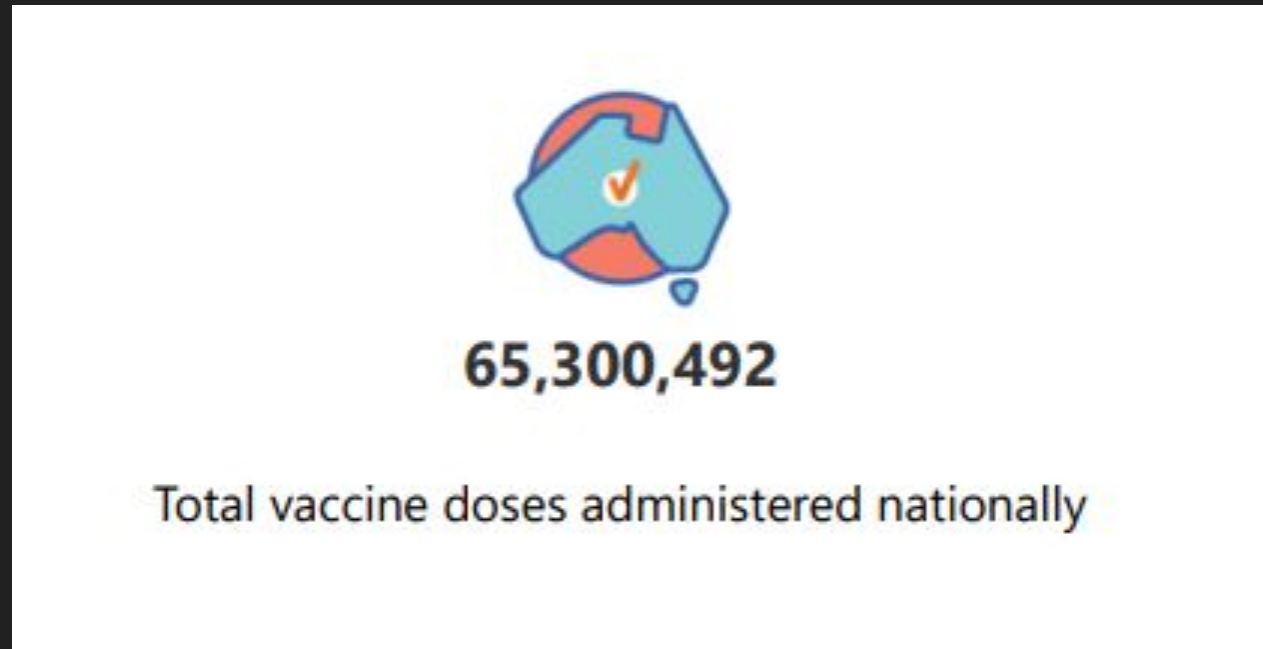 65,300,492
Total vaccine doses administered nationally